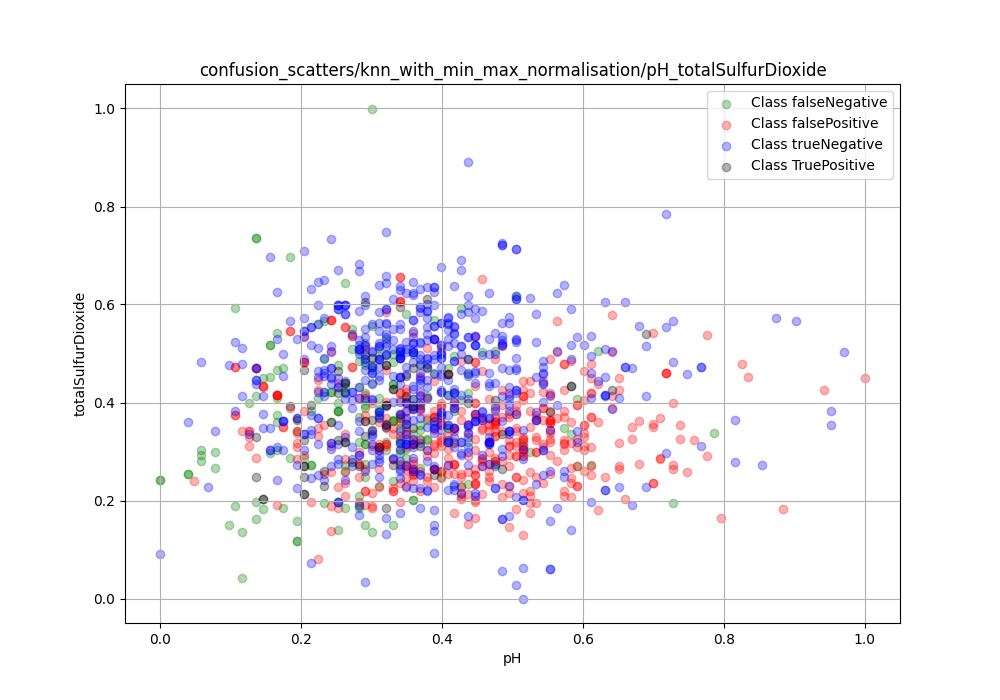 confusion_scatters/knn_with_min_max_normalisation/pH_totalSulfurDioxide
Class falseNegative
Class falsePositive
Class trueNegative
Class TruePositive
totalSulfurDioxide
1.0
0.8
0.6
0.4
0.2
0.0
0.0 0.2 0.4 0.6 0.8 1.0
pH